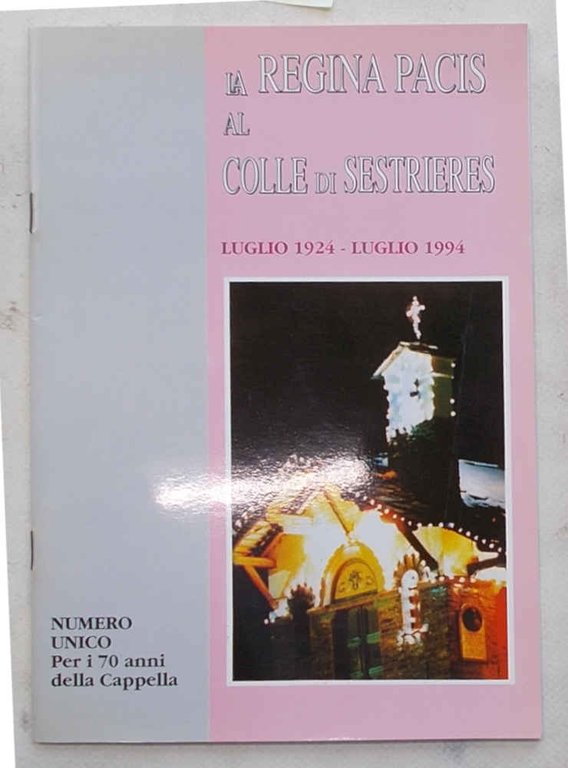 LA REGINA PACIS
AL
COLLE DI SESTRIERES
LUGLIO 1924 - LUGLIO 1994
NUMERO
UNICO
Per i 70 anni
della Cappella